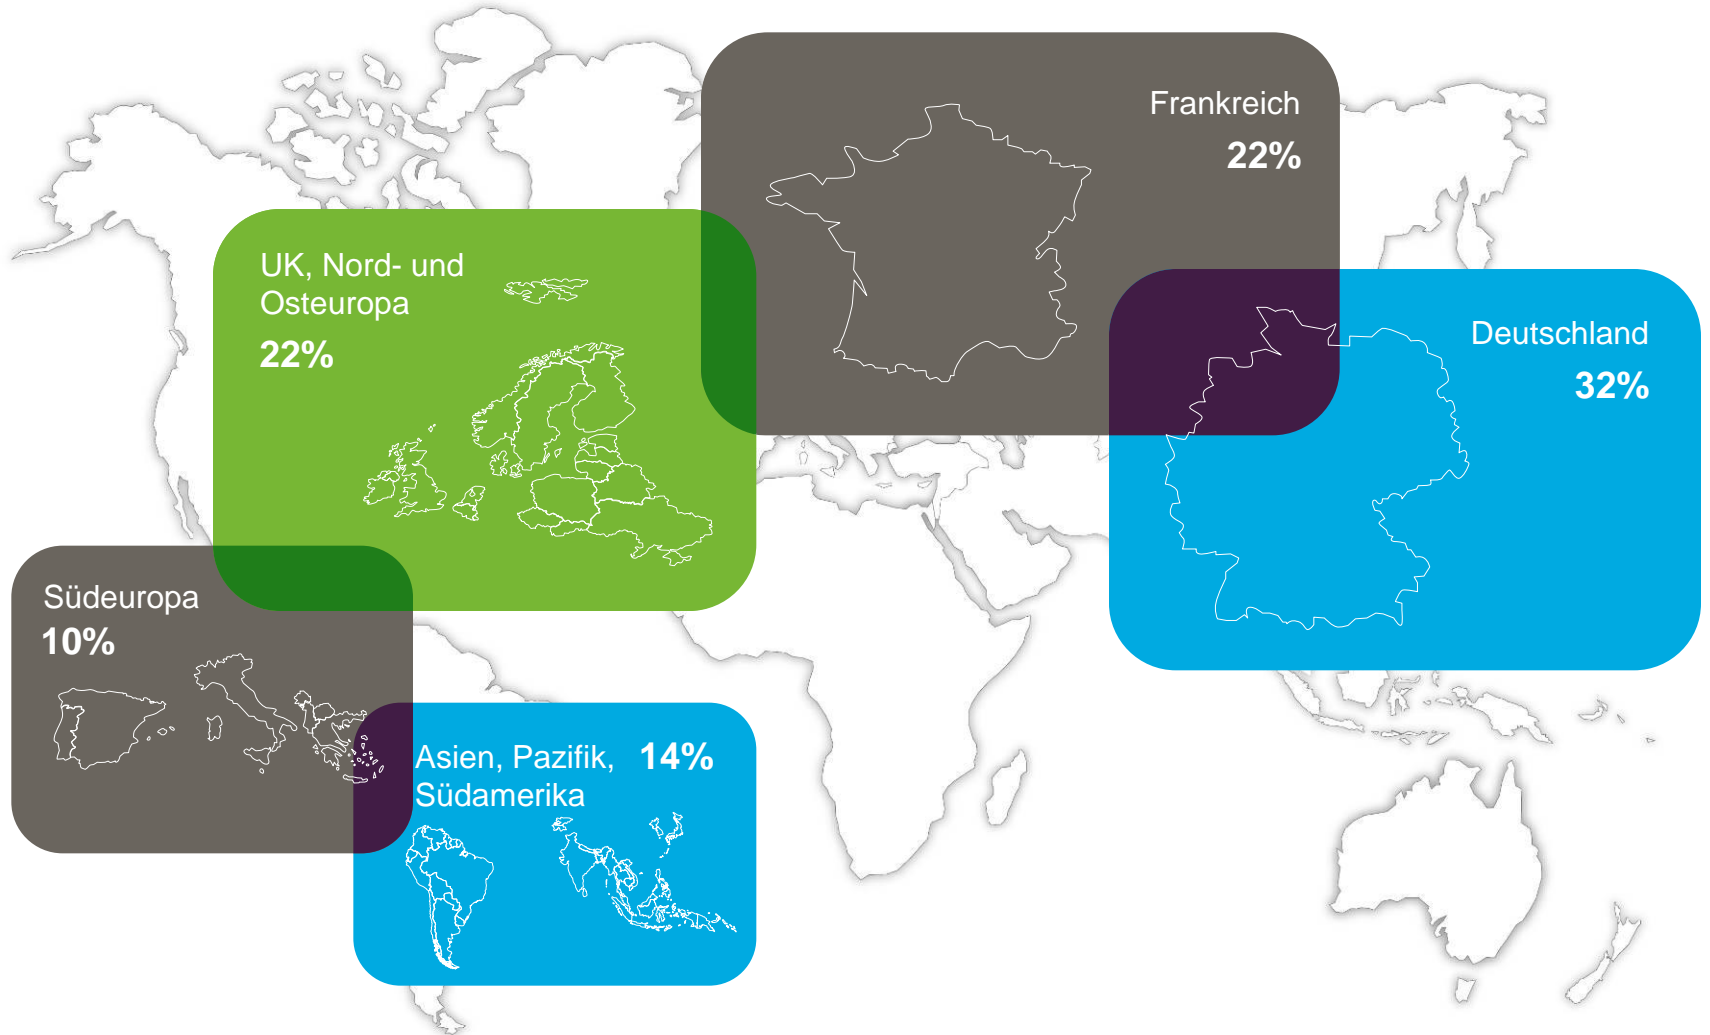 Frankreich
22%
UK, Nord- und
Osteuropa
22%
Deutschland
32%
Südeuropa
10%
Asien, Pazifik, 14%
Südamerika